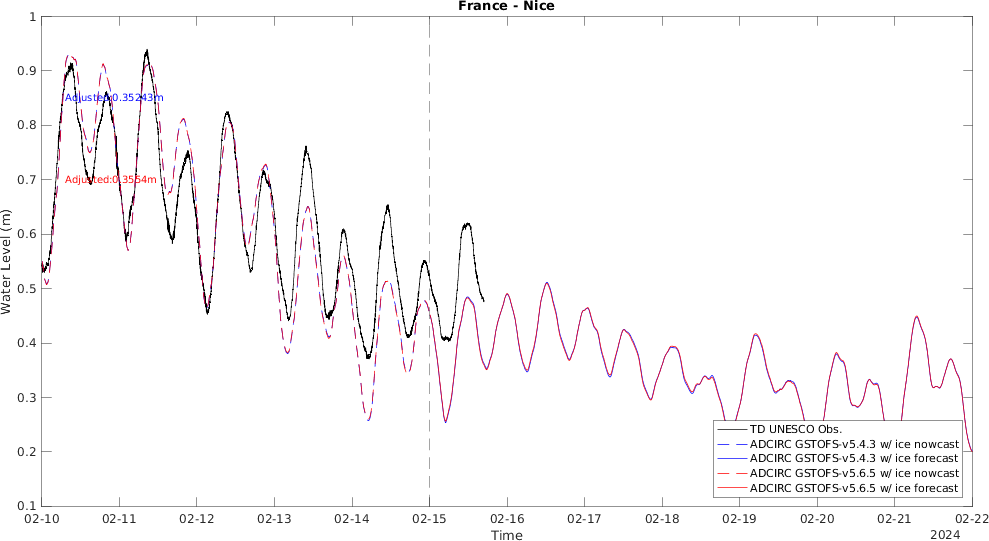 France - Nice
Water Level (m)
1
0.9
0.8
0.7
0.6
0.5
0.4
0.3
0.2
0.1
Adjusted:0.35243m
Adjusted:0.3554m
TD UNESCO Obs.
ADCIRC GSTOFS-v5.4.3 w/ ice nowcast
ADCIRC GSTOFS-v5.4.3 w/ ice forecast
ADCIRC GSTOFS-v5.6.5 w/ ice nowcast
ADCIRC GSTOFS-v5.6.5 w/ ice forecast
02-10 02-11 02-12 02-13 02-14 02-15 02-16 02-17 02-18 02-19 02-20 02-21 02-22
Time
2024